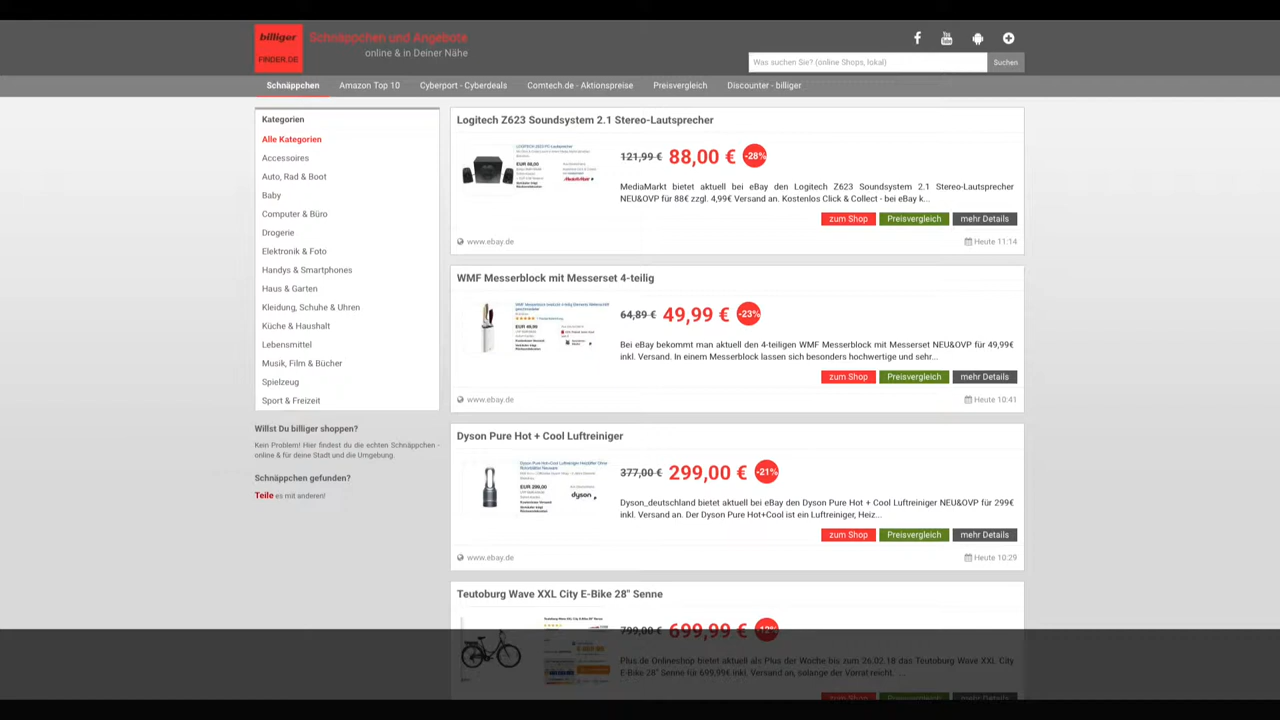 billiger
FINDER.DE
Schnäppchen und Angebote
online & in Deiner Nähe
Was suchen Sie? (online Shops, lokal)
Suchen
Schnäppchen
Amazon Top 10
Cyberport - Cyberdeals
Comtech.de - Aktionspreise
Preisvergleich
Discounter - billiger
Kategorien
Alle Kategorien
Accessoires
Auto, Rad & Boot
Baby
Computer & Büro
Drogerie
Elektronik & Foto
Handys & Smartphones
Haus & Garten
Kleidung, Schuhe & Uhren
Küche & Haushalt
Lebensmittel
Musik, Film & Bücher
Spielzeug
Sport & Freizeit
Willst Du billiger shoppen?
Kein Problem! Hier findest du die echten Schnäppchen -
online & für deine Stadt und die Umgebung.
Schnäppchen gefunden?
Teile es mit anderen!
Logitech Z623 Soundsystem 2.1 Stereo-Lautsprecher
EUR 88,00
121,99 € 88,00 € -28%
MediaMarkt bietet aktuell bei eBay den Logitech Z623 Soundsystem 2.1 Stereo-Lautsprecher
NEU&OVP für 88€ zzgl. 4,99€ Versand an. Kostenlos Click & Collect - bei eBay k...
zum Shop
Preisvergleich
mehr Details
www.ebay.de
Heute 11:14
WMF Messerblock mit Messerset 4-teilig
64,89 € 49,99 € -23%
Bei eBay bekommt man aktuell den 4-teiligen WMF Messerblock mit Messerset NEU&OVP für 49,99€
inkl. Versand. In einem Messerblock lassen sich besonders hochwertige und sehr...
zum Shop
Preisvergleich
mehr Details
www.ebay.de
Heute 10:41
Dyson Pure Hot + Cool Luftreiniger
EUR 299,00
dyson
377,00 € 299,00 € -21%
Dyson_deutschland bietet aktuell bei eBay den Dyson Pure Hot + Cool Luftreiniger NEU&OVP für 299€
inkl. Versand an. Der Dyson Pure Hot+Cool ist ein Luftreiniger, Heiz...
zum Shop
Preisvergleich
mehr Details
www.ebay.de
Heute 10:29
Teutoburg Wave XXL City E-Bike 28" Senne
799,00 € 699,99 € -12%
Plus.de Onlineshop bietet aktuell als Plus der Woche bis zum 26.02.18 das Teutoburg Wave XXL City
E-Bike 28" Senne für 699,99€ inkl. Versand an, solange der Vorrat reicht. ...
zum Shop
Preisvergleich
mehr Details